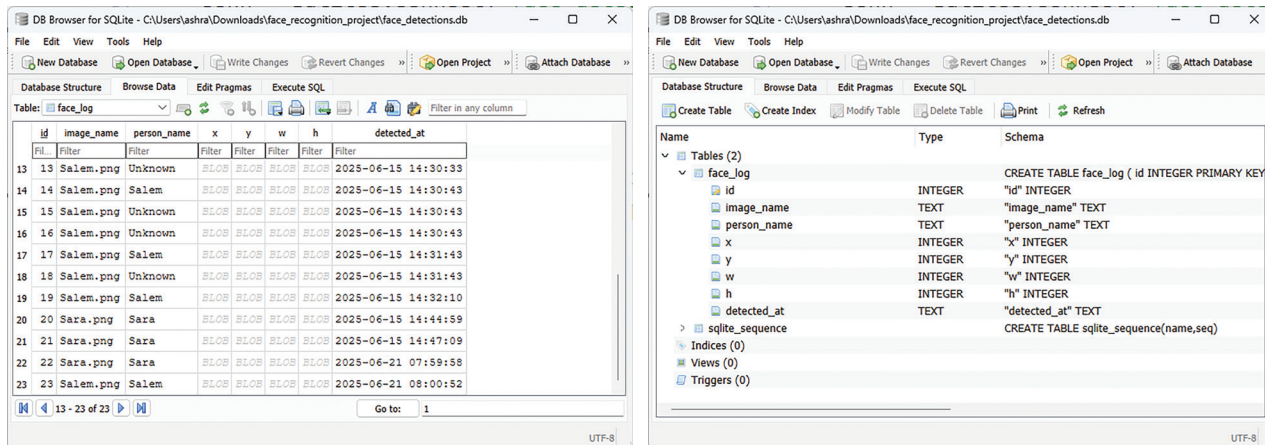 DB Browser for SQLite - C:\Users\ashra\Downloads\face_recognition_project\face_detections.db
File Edit View Tools Help
New Database Open Database Write Changes Revert Changes » Open Project » Attach Database »
Database Structure Browse Data Edit Pragmas Execute SQL
Table: face_log Filter in any column
id image_name person_name x y w h detected_at
Fil... Filter Filter Filter Filter Filter Filter Filter
13 13 Salem.png Unknown BLOB BLOB BLOB BLOB 2025-06-15 14:30:33
14 14 Salem.png Salem BLOB BLOB BLOB BLOB 2025-06-15 14:30:43
15 15 Salem.png Unknown BLOB BLOB BLOB BLOB 2025-06-15 14:30:43
16 16 Salem.png Unknown BLOB BLOB BLOB BLOB 2025-06-15 14:30:43
17 17 Salem.png Salem BLOB BLOB BLOB BLOB 2025-06-15 14:31:43
18 18 Salem.png Unknown BLOB BLOB BLOB BLOB 2025-06-15 14:31:43
19 19 Salem.png Salem BLOB BLOB BLOB BLOB 2025-06-15 14:32:10
20 20 Sara.png Sara BLOB BLOB BLOB BLOB 2025-06-15 14:44:59
21 21 Sara.png Sara BLOB BLOB BLOB BLOB 2025-06-15 14:47:09
22 22 Sara.png Sara BLOB BLOB BLOB BLOB 2025-06-21 07:59:58
23 23 Salem.png Salem BLOB BLOB BLOB BLOB 2025-06-21 08:00:52
13 - 23 of 23 Go to: 1
UTF-8
DB Browser for SQLite - C:\Users\ashra\Downloads\face_recognition_project\face_detections.db
File Edit View Tools Help
New Database Open Database Write Changes Revert Changes » Open Project » Attach Database
Database Structure Browse Data Edit Pragmas Execute SQL
Create Table Create Index Modify Table Delete Table Print Refresh
Name Type Schema
Tables (2)
face_log CREATE TABLE face_log ( id INTEGER PRIMARY KEY
id INTEGER "id" INTEGER
image_name TEXT "image_name" TEXT
person_name TEXT "person_name" TEXT
x INTEGER "x" INTEGER
y INTEGER "y" INTEGER
w INTEGER "w" INTEGER
h INTEGER "h" INTEGER
detected_at TEXT "detected_at" TEXT
sqlite_sequence CREATE TABLE sqlite_sequence(name,seq)
Indices (0)
Views (0)
Triggers (0)
UTF-8